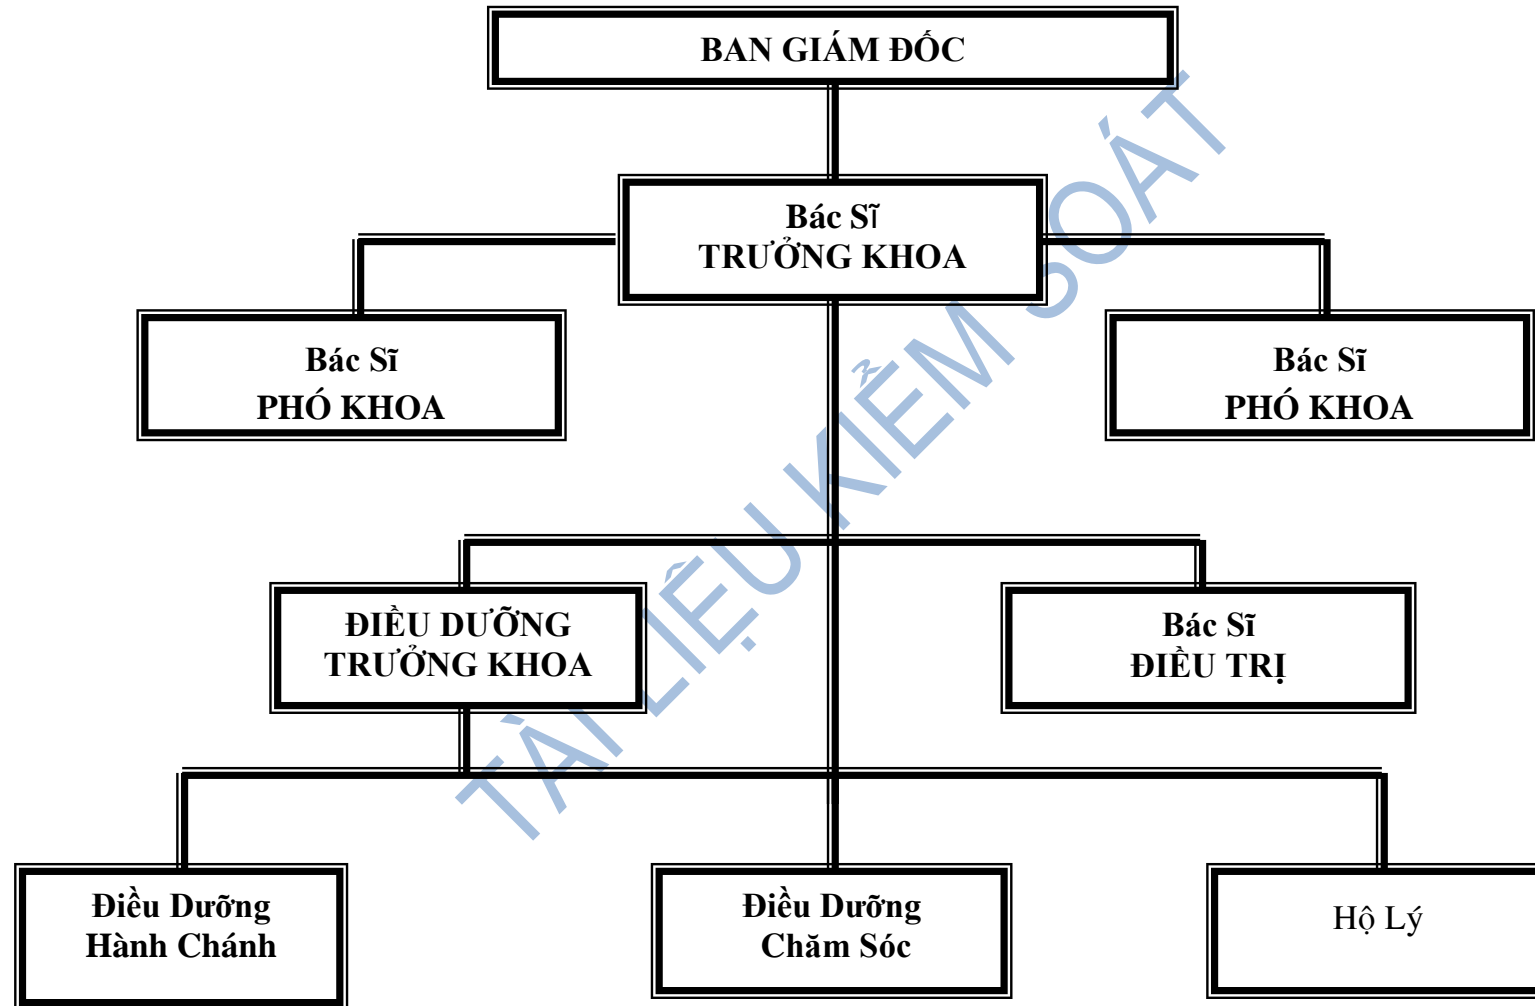 BAN GIÁM ĐỐC
Bác Sĩ
TRƯỞNG KHOA
Bác Sĩ
PHÓ KHOA
Bác Sĩ
PHÓ KHOA
ĐIỀU DƯỠNG
TRƯỞNG KHOA
Bác Sĩ
ĐIỀU TRỊ
Điều Dưỡng
Hành Chánh
Điều Dưỡng
Chăm Sóc
Hộ Lý
TÀI LIỆU KIỂM SOÁT